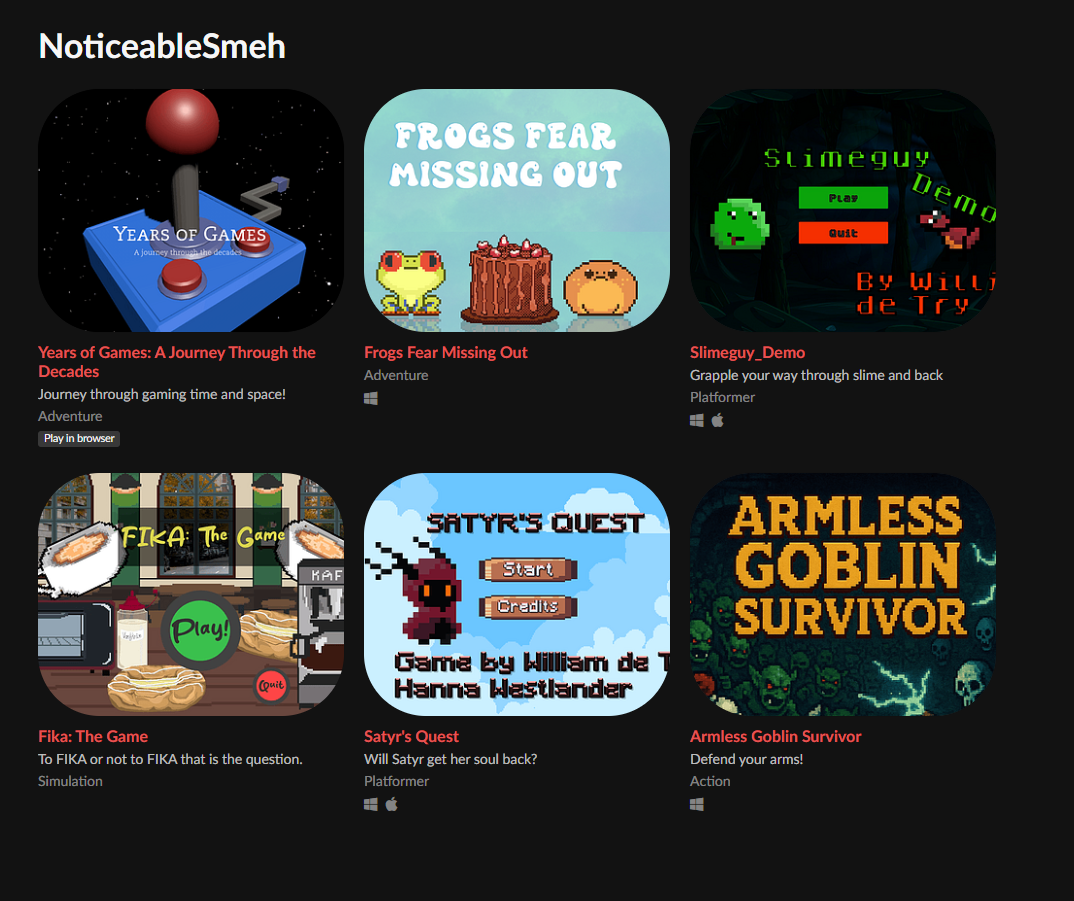 NoticeableSmeh
YEARS OF GAMES
A journey through the decades
FROGS FEAR
MISSING OUT
Slimeguy
Demo
Play
Quit
By Willi
de Try
Years of Games: A Journey Through the
Decades
Journey through gaming time and space!
Adventure
Play in browser
Frogs Fear Missing Out
Adventure
Slimeguy_Demo
Grapple your way through slime and back
Platformer
FIKA: The Game
KAF
Play!
Quit
SATYR'S QUEST
Start
Credits
Game by William de T
Hanna Westlander
ARMLESS
GOBLIN
SURVIVOR
Fika: The Game
To FIKA or not to FIKA that is the question.
Simulation
Satyr's Quest
Will Satyr get her soul back?
Platformer
Armless Goblin Survivor
Defend your arms!
Action